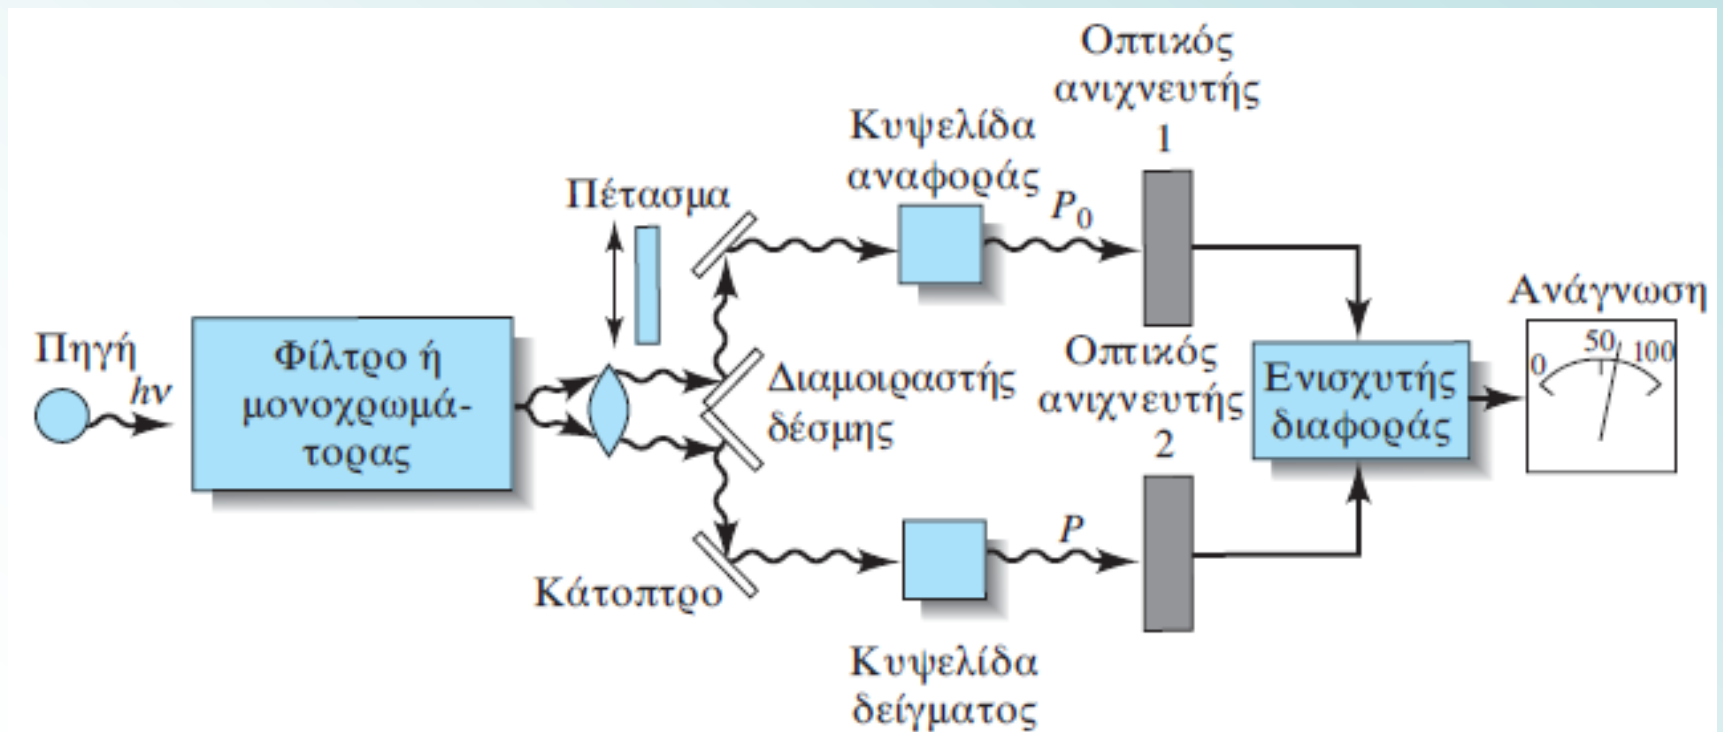 Οπτικός
ανιχνευτής
1
Κυψελίδα
αναφοράς
P0
Πέτασμα
Ανάγνωση
0
50
100
Πηγή
hν
Φίλτρο ή
μονοχρωμά-
τορας
Διαμοιραστής
δέσμης
Οπτικός
ανιχνευτής
2
Ενισχυτής
διαφοράς
Κάτοπτρο
P
Κυψελίδα
δείγματος